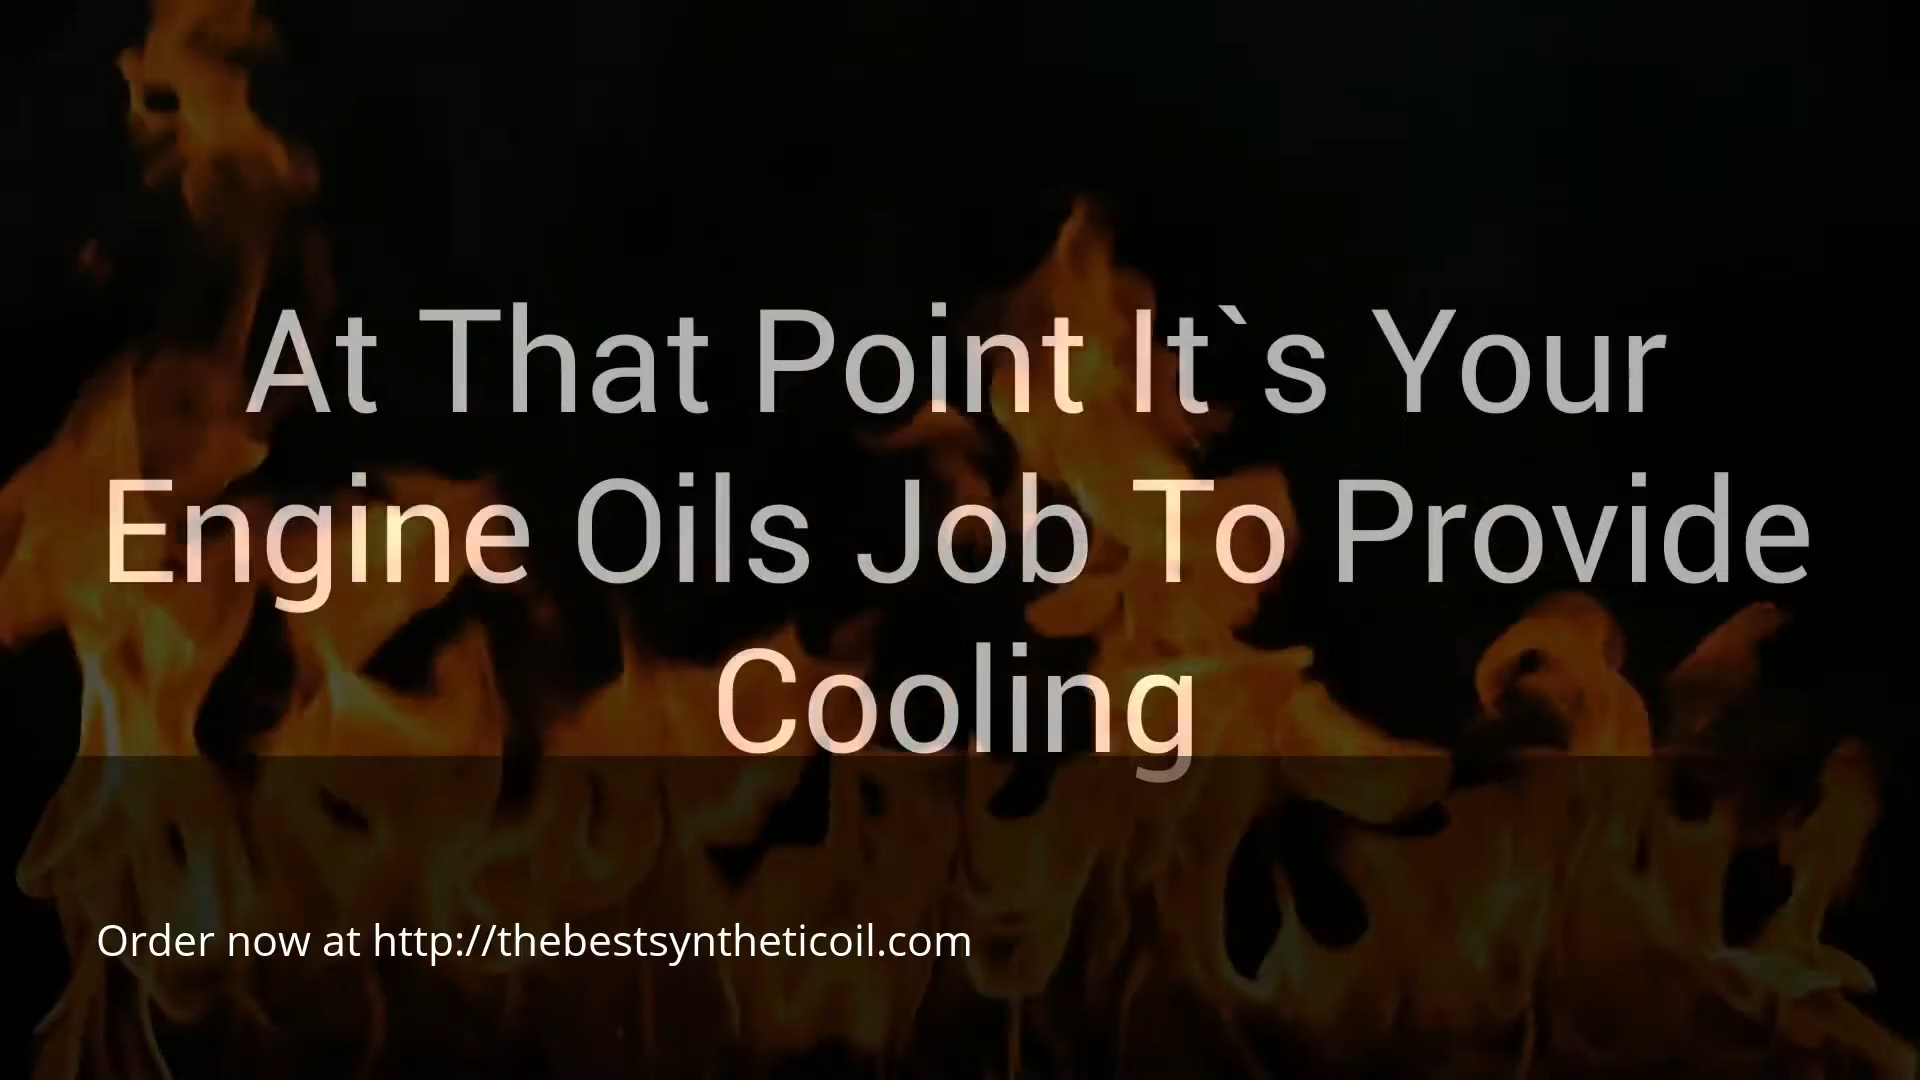 At That Point It`s Your
Engine Oils Job To Provide
Cooling
Order now at http://thebestsyntheticoil.com